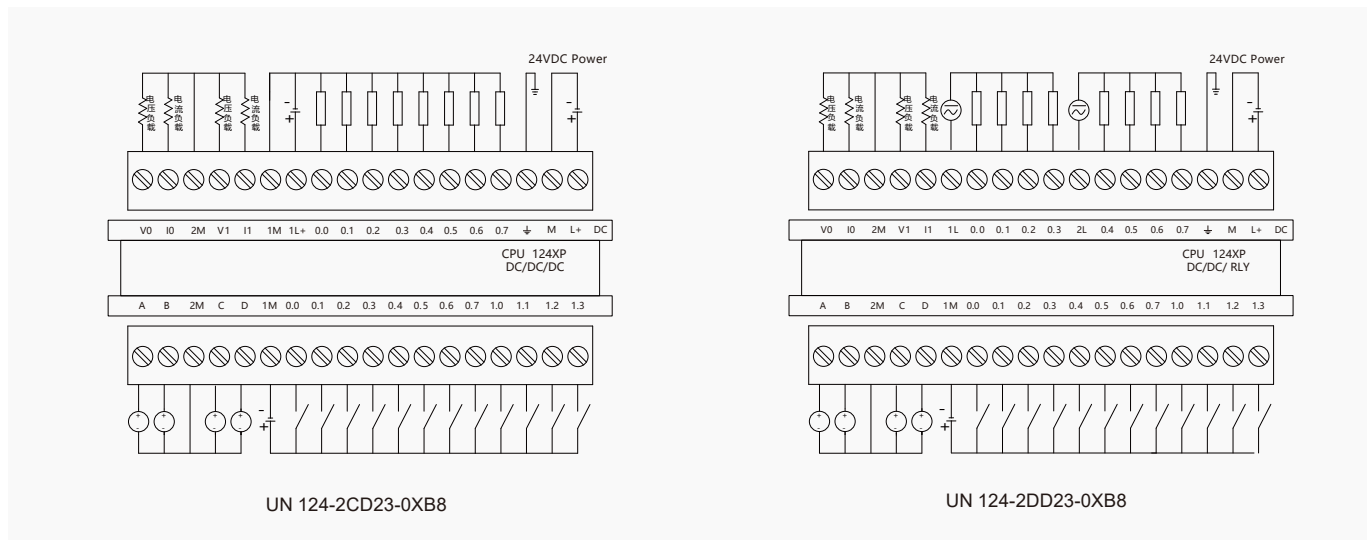 24VDC Power
电压负载
电流负载
电压负载
电流负载
-
+
-
+
V0 I0 2M V1 I1 1M 1L+ 0.0 0.1 0.2 0.3 0.4 0.5 0.6 0.7 ⏚ M L+ DC
CPU 124XP
DC/DC/DC
A B 2M C D 1M 0.0 0.1 0.2 0.3 0.4 0.5 0.6 0.7 1.0 1.1 1.2 1.3
+
-
+
-
+
-
+
-
-
+
UN 124-2CD23-0XB8
24VDC Power
电压负载
电流负载
电压负载
电流负载
-
+
V0 I0 2M V1 I1 1L 0.0 0.1 0.2 0.3 2L 0.4 0.5 0.6 0.7 ⏚ M L+ DC
CPU 124XP
DC/DC/ RLY
A B 2M C D 1M 0.0 0.1 0.2 0.3 0.4 0.5 0.6 0.7 1.0 1.1 1.2 1.3
+
-
+
-
+
-
+
-
-
+
UN 124-2DD23-0XB8